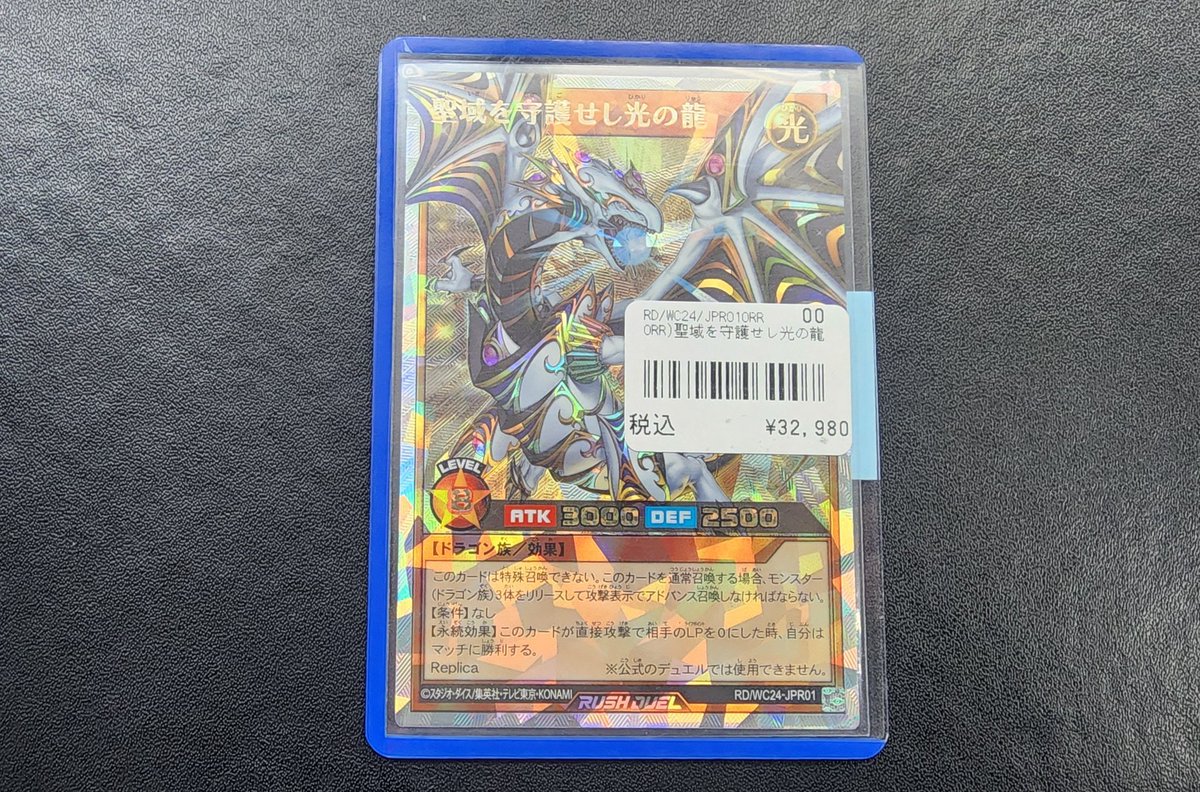 聖域を守護せし光の龍
光
RD/WC24/JPR01ORR 00
ORR)聖域を守護せし光の龍
税込 ¥32,980
LEVEL
8
ATK 3000 DEF 2500
【ドラゴン族／効果】
このカードは特殊召喚できない。このカードを通常召喚する場合、モンスター
(ドラゴン族)3体をリリースして攻撃表示でアドバンス召喚しなければならない。
【条件】なし
【永続効果】このカードが直接攻撃で相手のLPを0にした時、自分は
マッチに勝利する。
Replica ※公式のデュエルでは使用できません。
©スタジオ・ダイス/集英社・テレビ東京・KONAMI RUSH DUEL RD/WC24-JPR01